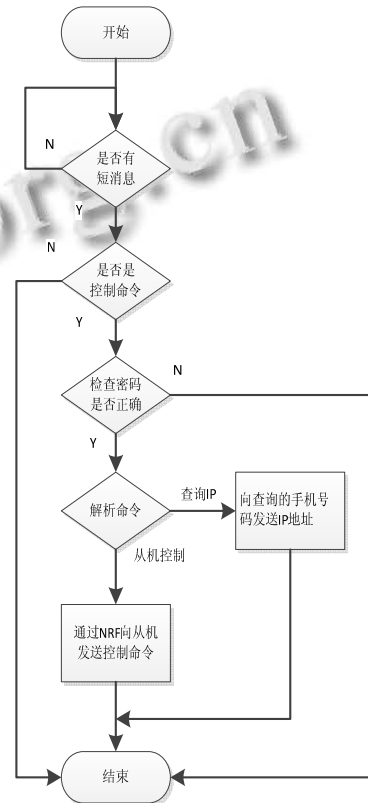 开始
N
是否有
短消息
Y
N
是否是
控制命令
Y
检查密码
是否正确
N
Y
解析命令
查询IP
向查询的手机号
码发送IP地址
从机控制
通过NRF向从机
发送控制命令
结束
org.cn